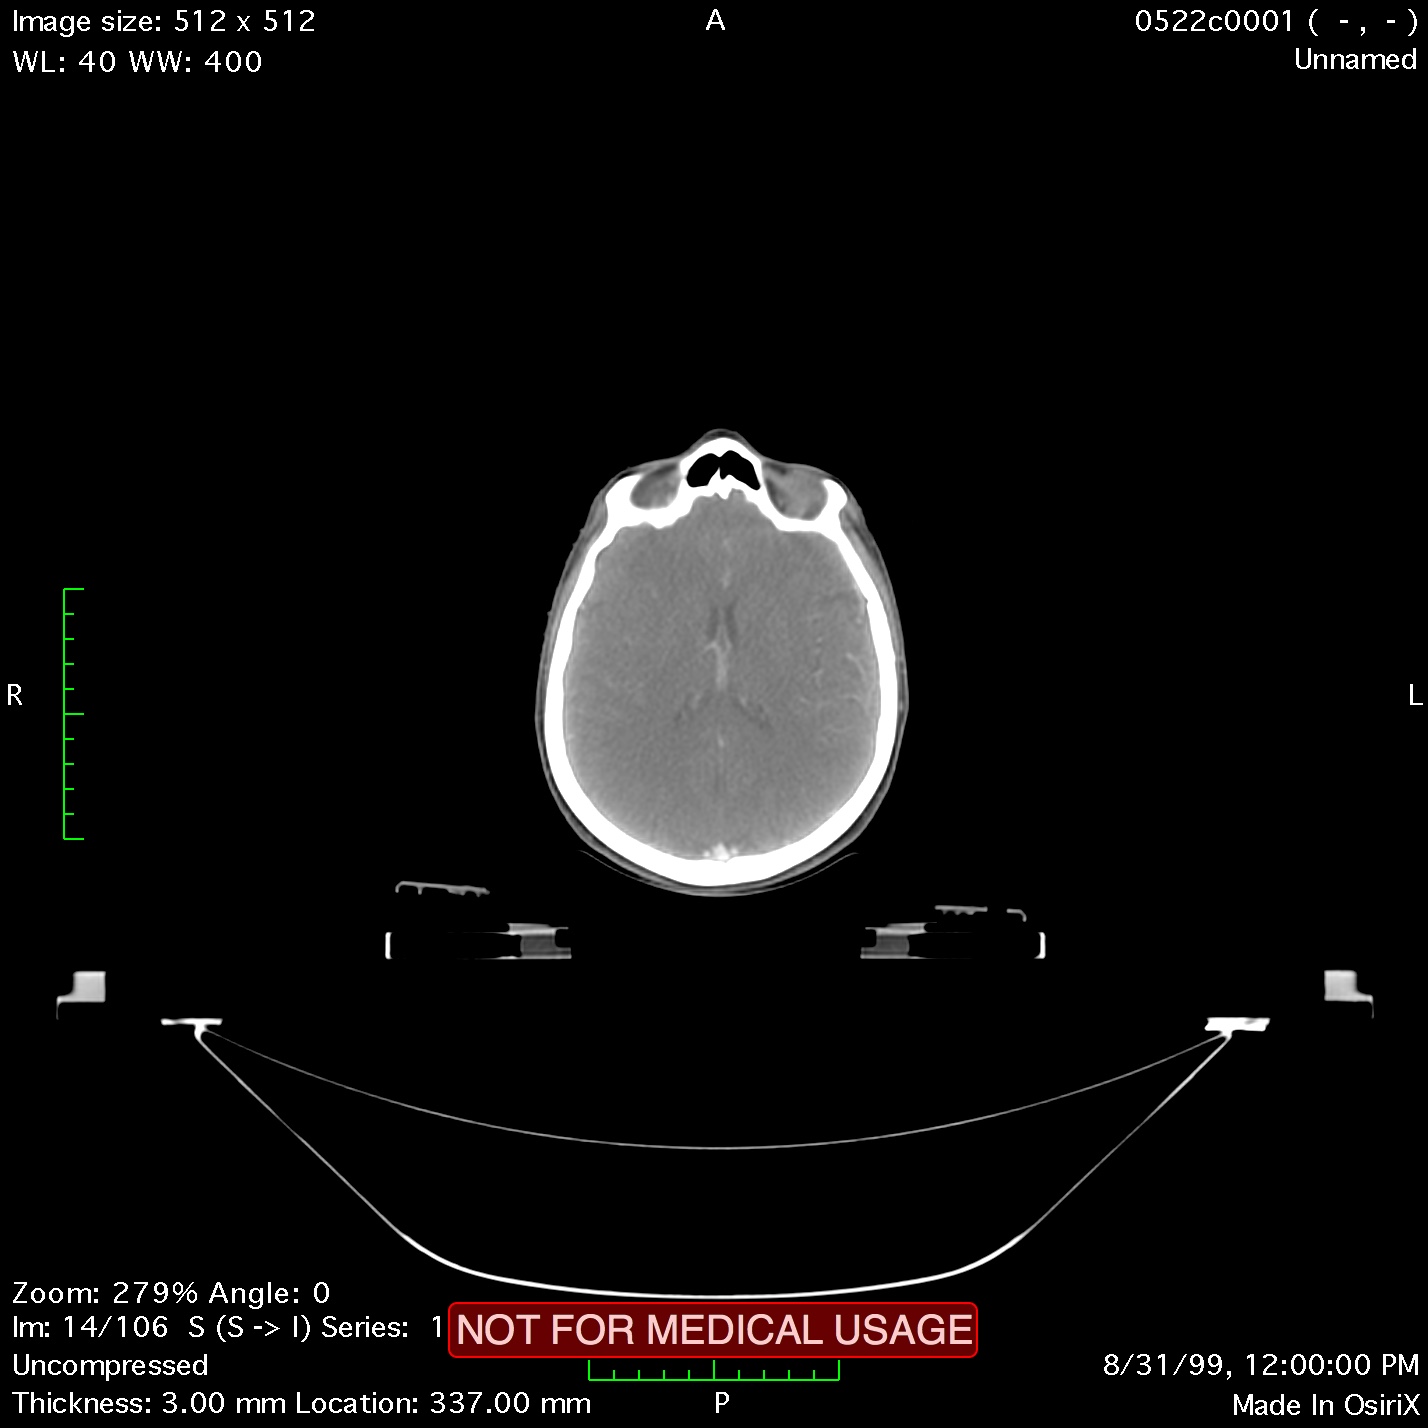 Image size: 512 x 512
WL: 40 WW: 400
A
0522c0001 ( - , - )
Unnamed
R
L
Zoom: 279% Angle: 0
Im: 14/106 S (S -> I) Series: 1
Uncompressed
Thickness: 3.00 mm Location: 337.00 mm
NOT FOR MEDICAL USAGE
P
8/31/99, 12:00:00 PM
Made In OsiriX